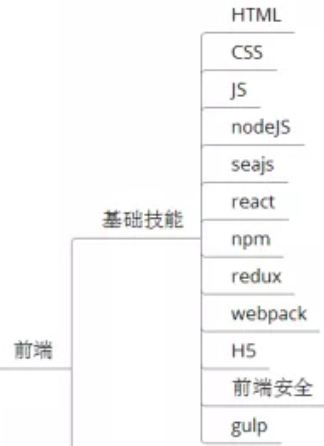 前端
基础技能
HTML
CSS
JS
nodeJS
seajs
react
npm
redux
webpack
H5
前端安全
gulp